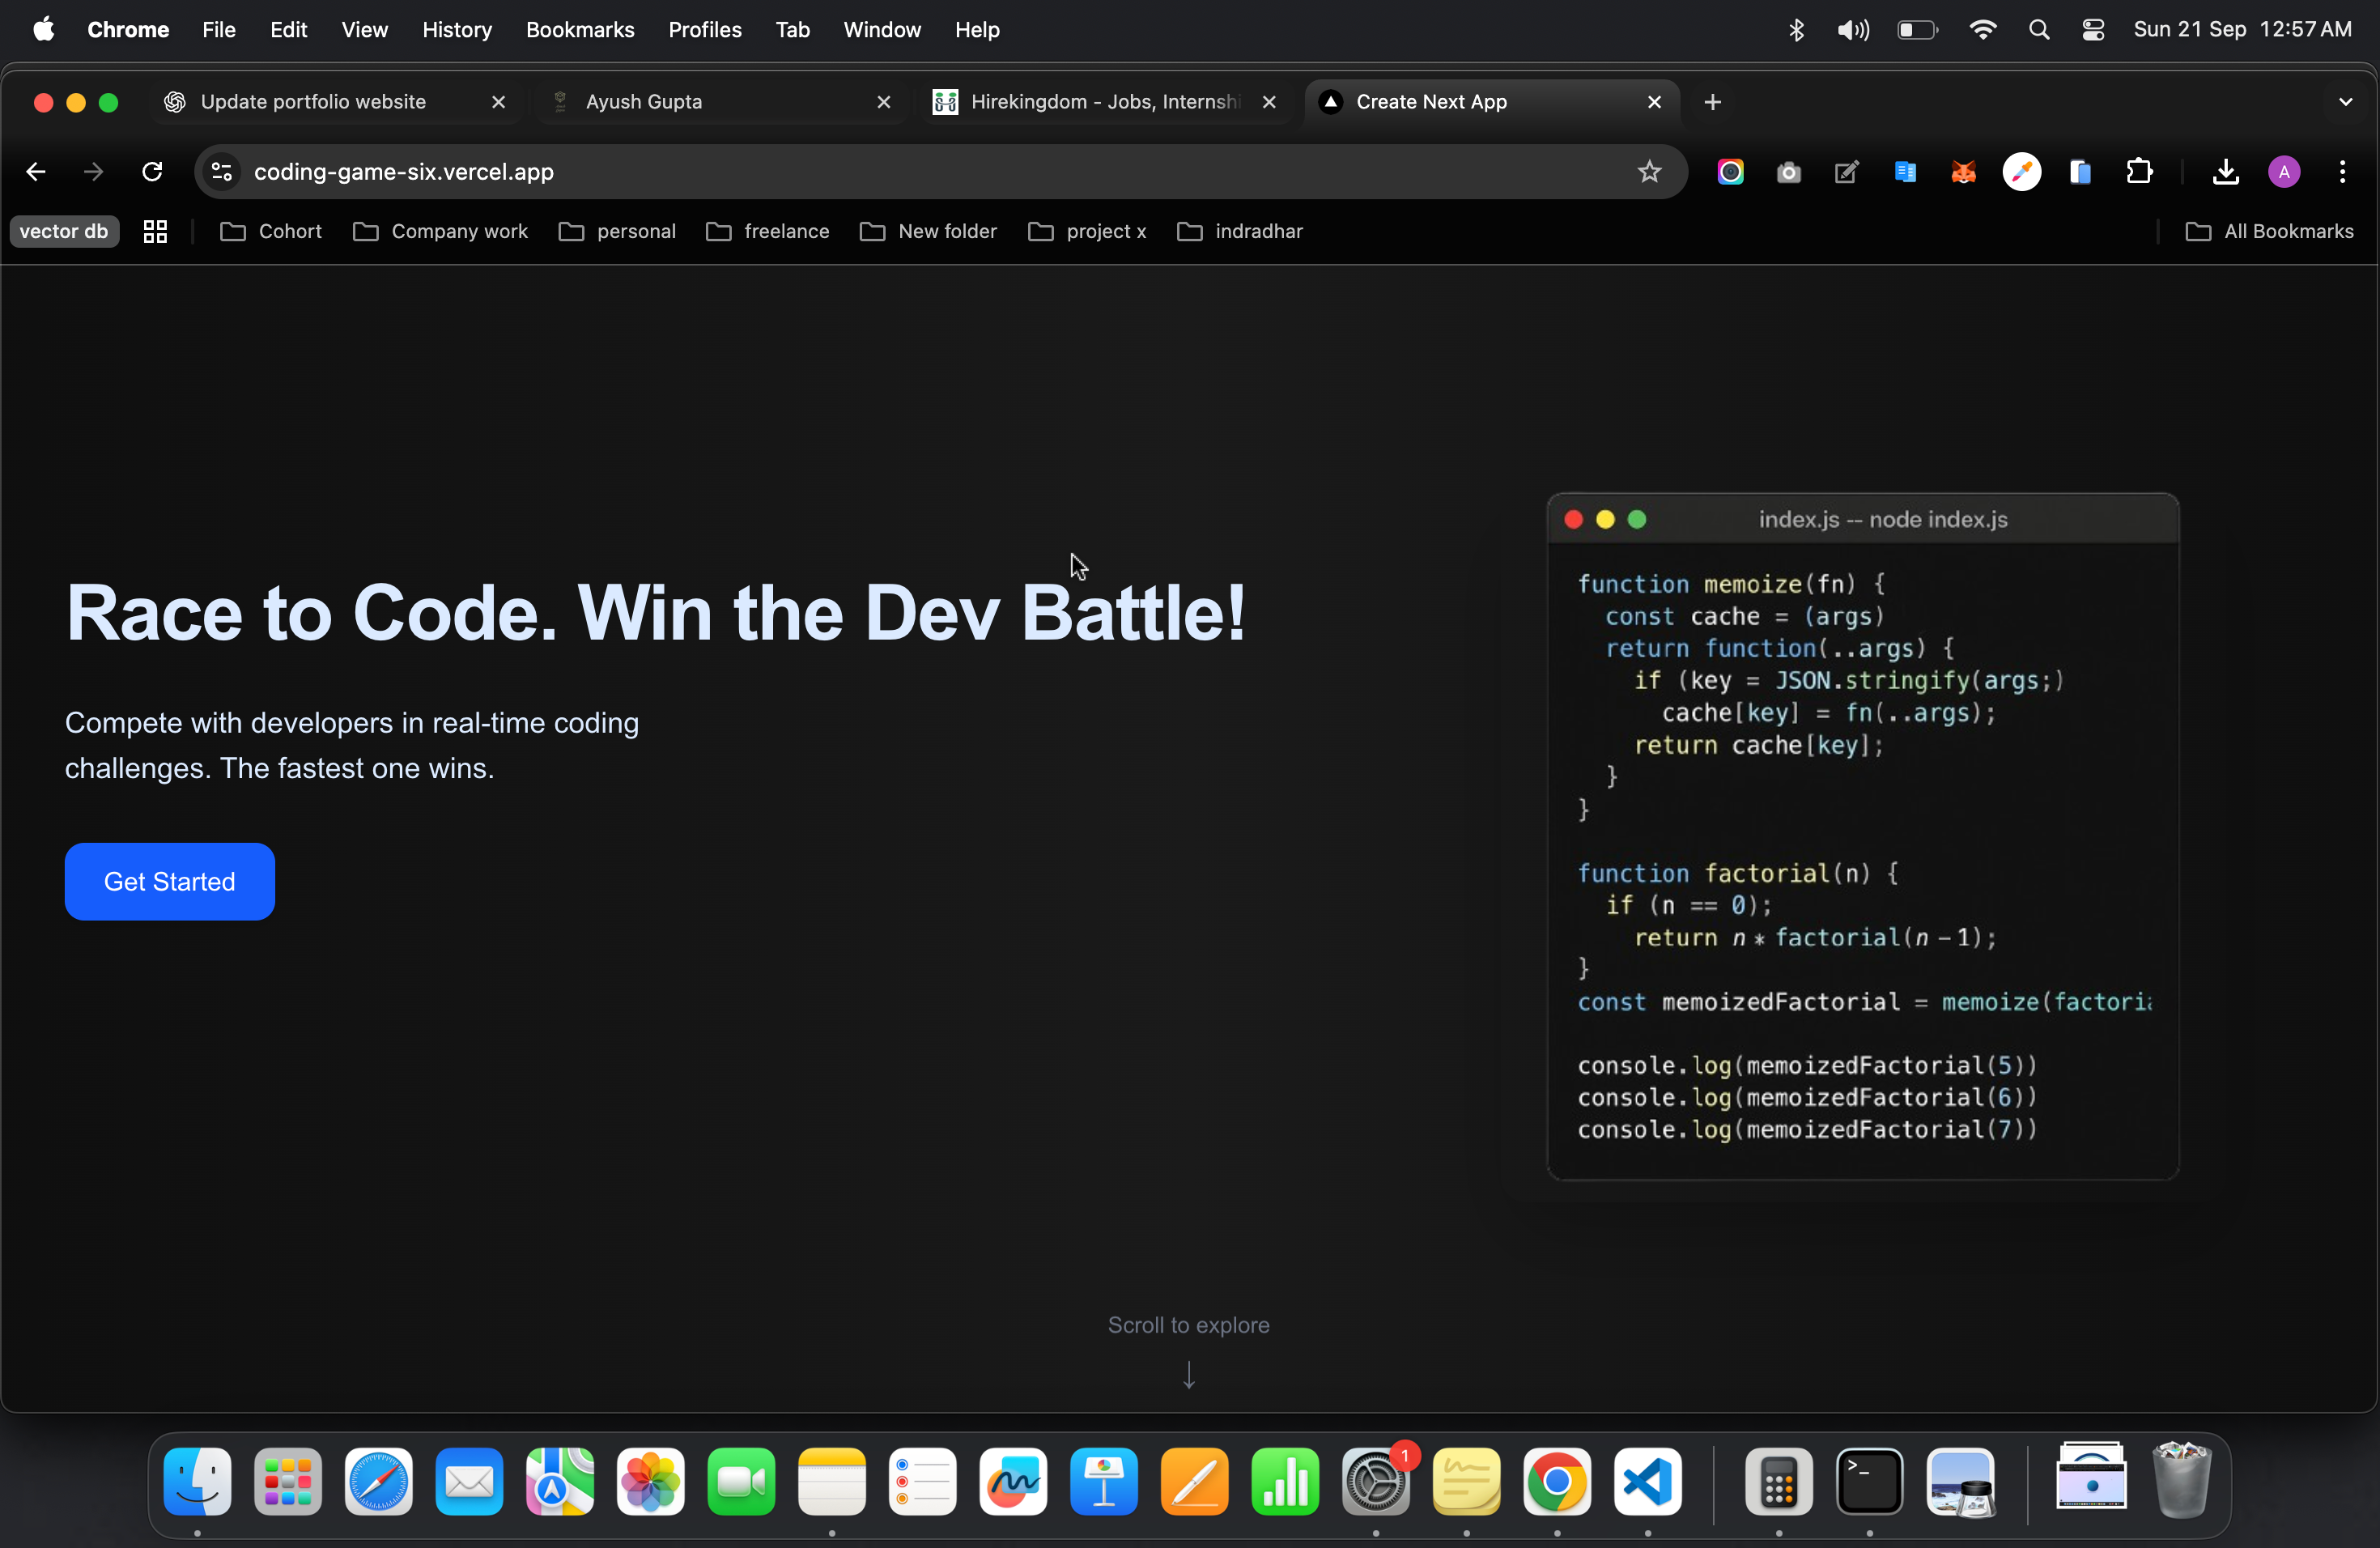 Chrome File Edit View History Bookmarks Profiles Tab Window Help Sun 21 Sep 12:57 AM
Update portfolio website Ayush Gupta Hirekingdom - Jobs, Internshi Create Next App
coding-game-six.vercel.app A
vector db Cohort Company work personal freelance New folder project x indradhar All Bookmarks
Race to Code. Win the Dev Battle!
Compete with developers in real-time coding
challenges. The fastest one wins.
Get Started
index.js -- node index.js
function memoize(fn) {
const cache = (args)
return function(..args) {
if (key = JSON.stringify(args;)
cache[key] = fn(..args);
return cache[key];
}
}
function factorial(n) {
if (n == 0);
return n * factorial(n – 1);
}
const memoizedFactorial = memoize(factoria
console.log(memoizedFactorial(5))
console.log(memoizedFactorial(6))
console.log(memoizedFactorial(7))
Scroll to explore
↓
1
>_